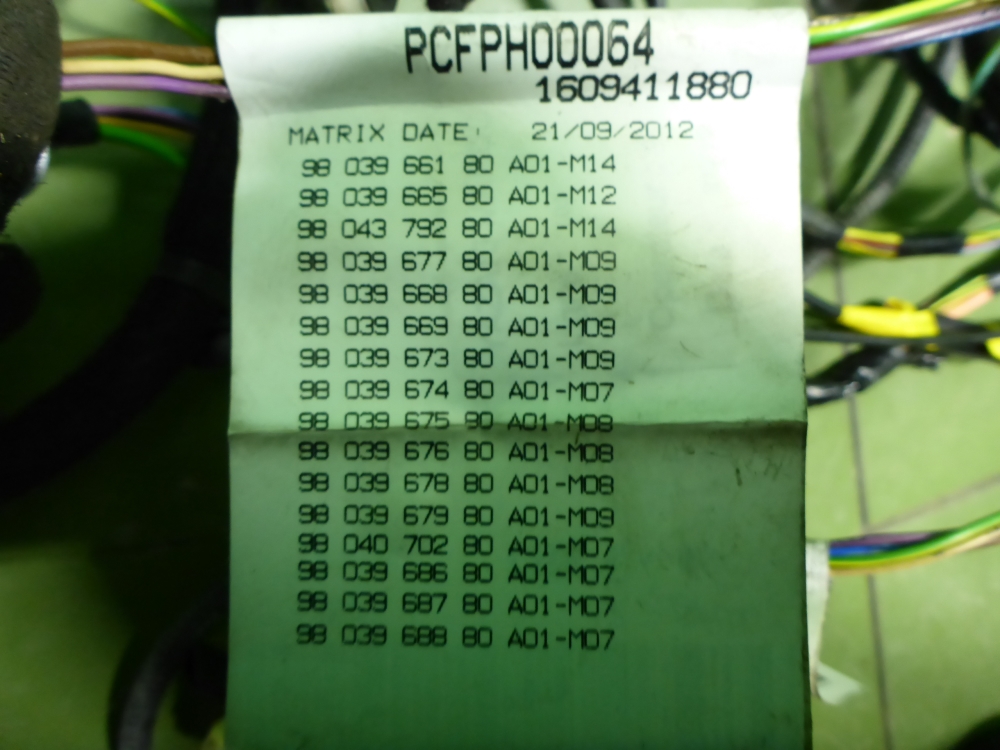 PCFPH00064
1609411880
MATRIX DATE: 21/09/2012
98 039 661 80 A01-M14
98 039 665 80 A01-M12
98 043 792 80 A01-M14
98 039 677 80 A01-M09
98 039 668 80 A01-M09
98 039 669 80 A01-M09
98 039 673 80 A01-M09
98 039 674 80 A01-M07
98 039 675 80 A01-M08
98 039 676 80 A01-M08
98 039 678 80 A01-M08
98 039 679 80 A01-M09
98 040 702 80 A01-M07
98 039 686 80 A01-M07
98 039 687 80 A01-M07
98 039 688 80 A01-M07